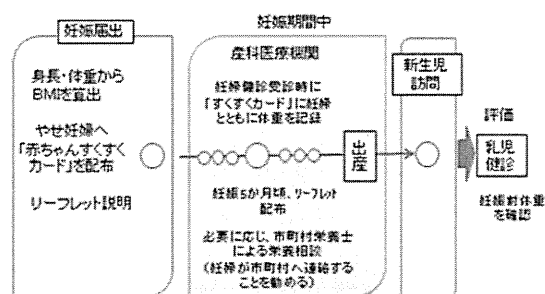 妊娠届出
身長・体重から
BMIを算出
やせ妊婦へ
「赤ちゃんすくすく
カード」を配布
リーフレット説明
妊娠期間中
産科医療機関
妊婦健診受診時に
「すくすくカード」に妊婦
とともに体重を記録
出産
妊娠5か月頃、リーフレット
配布
必要に応じ、市町村栄養士
による栄養相談
(妊婦が市町村へ連絡する
ことを勧める)
新生児
訪問
評価
乳児
健診
妊娠前体重
を確認